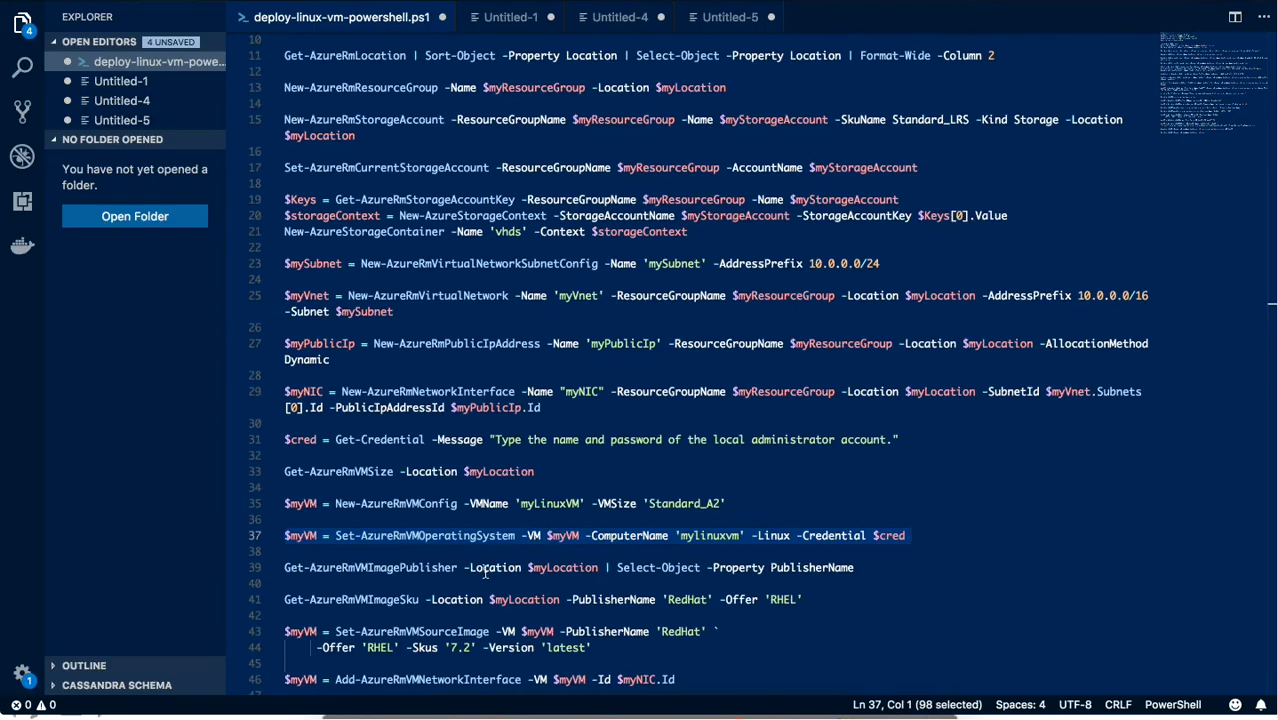 deploy-linux-vm-powershell.ps1
Untitled-1
Untitled-4
Untitled-5
EXPLORER
4
OPEN EDITORS 4 UNSAVED
deploy-linux-vm-powe...
Untitled-1
Untitled-4
Untitled-5
NO FOLDER OPENED
You have not yet opened a
folder.
Open Folder
OUTLINE
CASSANDRA SCHEMA
1
10
11 Get-AzureRmLocation | Sort-Object -Property Location | Select-Object -Property Location | Format-Wide -Column 2
12
13 New-AzureRmResourceGroup -Name $myResourceGroup -Location $myLocation
14
15 New-AzureRmStorageAccount -ResourceGroupName $myResourceGroup -Name $myStorageAccount -SkuName Standard_LRS -Kind Storage -Location
$myLocation
16
17 Set-AzureRmCurrentStorageAccount -ResourceGroupName $myResourceGroup -AccountName $myStorageAccount
18
19 $Keys = Get-AzureRmStorageAccountKey -ResourceGroupName $myResourceGroup -Name $myStorageAccount
20 $storageContext = New-AzureStorageContext -StorageAccountName $myStorageAccount -StorageAccountKey $Keys[0].Value
21 New-AzureStorageContainer -Name 'vhds' -Context $storageContext
22
23 $mySubnet = New-AzureRmVirtualNetworkSubnetConfig -Name 'mySubnet' -AddressPrefix 10.0.0.0/24
24
25 $myVnet = New-AzureRmVirtualNetwork -Name 'myVnet' -ResourceGroupName $myResourceGroup -Location $myLocation -AddressPrefix 10.0.0.0/16
-Subnet $mySubnet
26
27 $myPublicIp = New-AzureRmPublicIpAddress -Name 'myPublicIp' -ResourceGroupName $myResourceGroup -Location $myLocation -AllocationMethod
Dynamic
28
29 $myNIC = New-AzureRmNetworkInterface -Name "myNIC" -ResourceGroupName $myResourceGroup -Location $myLocation -SubnetId $myVnet.Subnets
[0].Id -PublicIpAddressId $myPublicIp.Id
30
31 $cred = Get-Credential -Message "Type the name and password of the local administrator account."
32
33 Get-AzureRmVMSize -Location $myLocation
34
35 $myVM = New-AzureRmVMConfig -VMName 'myLinuxVM' -VMSize 'Standard_A2'
36
37 $myVM = Set-AzureRmVMOperatingSystem -VM $myVM -ComputerName 'mylinuxvm' -Linux -Credential $cred
38
39 Get-AzureRmVMImagePublisher -Location $myLocation | Select-Object -Property PublisherName
40
41 Get-AzureRmVMImageSku -Location $myLocation -PublisherName 'RedHat' -Offer 'RHEL'
42
43 $myVM = Set-AzureRmVMSourceImage -VM $myVM -PublisherName 'RedHat' `
44 -Offer 'RHEL' -Skus '7.2' -Version 'latest'
45
46 $myVM = Add-AzureRmVMNetworkInterface -VM $myVM -Id $myNIC.Id
0 0
Ln 37, Col 1 (98 selected) Spaces: 4 UTF-8 CRLF PowerShell